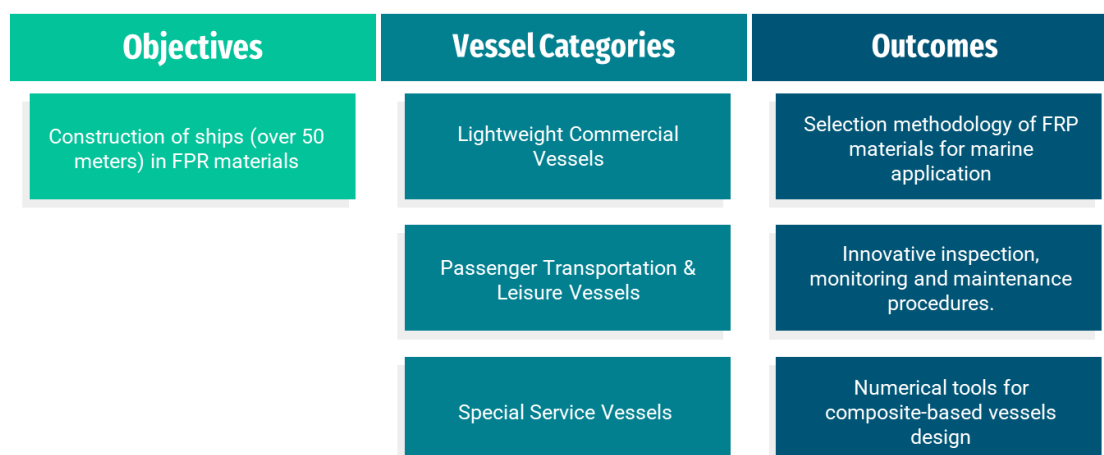 Objectives
Vessel Categories
Outcomes
Construction of ships (over 50
meters) in FPR materials
Lightweight Commercial
Vessels
Selection methodology of FRP
materials for marine
application
Passenger Transportation &
Leisure Vessels
Innovative inspection,
monitoring and maintenance
procedures.
Special Service Vessels
Numerical tools for
composite-based vessels
design